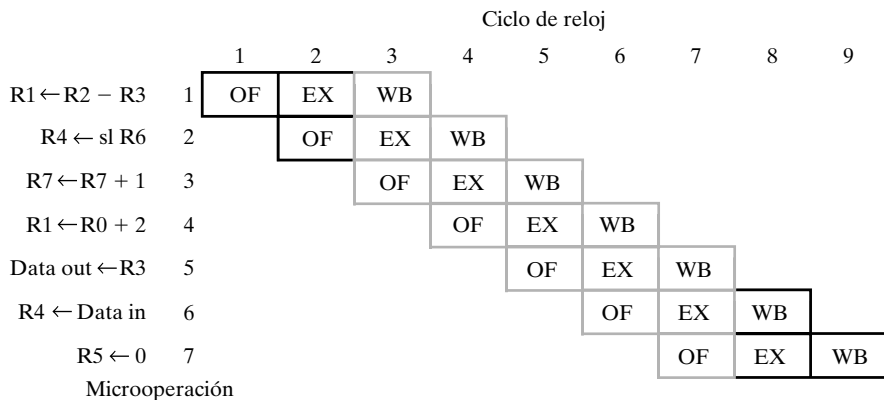 Ciclo de reloj
1 2 3 4 5 6 7 8 9
R1 ← R2 − R3 1 OF EX WB
R4 ← sl R6 2 OF EX WB
R7 ← R7 + 1 3 OF EX WB
R1 ← R0 + 2 4 OF EX WB
Data out ← R3 5 OF EX WB
R4 ← Data in 6 OF EX WB
R5 ← 0 7 OF EX WB
Microoperación